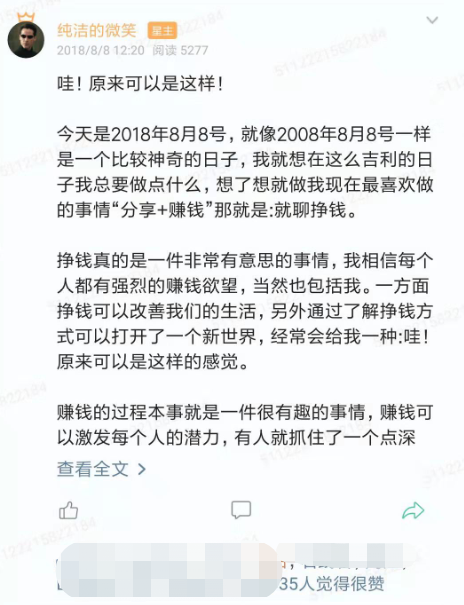 纯洁的微笑 星主
2018/8/8 12:20 阅读 5277
哇！原来可以是这样！
今天是2018年8月8号，就像2008年8月8号一样
是一个比较神奇的日子，我就想在这么吉利的日
子我总要做点什么，想了想就做我现在最喜欢做
的事情“分享+赚钱”那就是:就聊挣钱。
挣钱真的是一件非常有意思的事情，我相信每个
人都有强烈的赚钱欲望，当然也包括我。一方面
挣钱可以改善我们的生活，另外通过了解挣钱方
式可以打开了一个新世界，经常会给我一种:哇！
原来可以是这样的感觉。
赚钱的过程本事就是一件很有趣的事情，赚钱可
以激发每个人的潜力，有人就抓住了一个点深
查看全文
35人觉得很赞